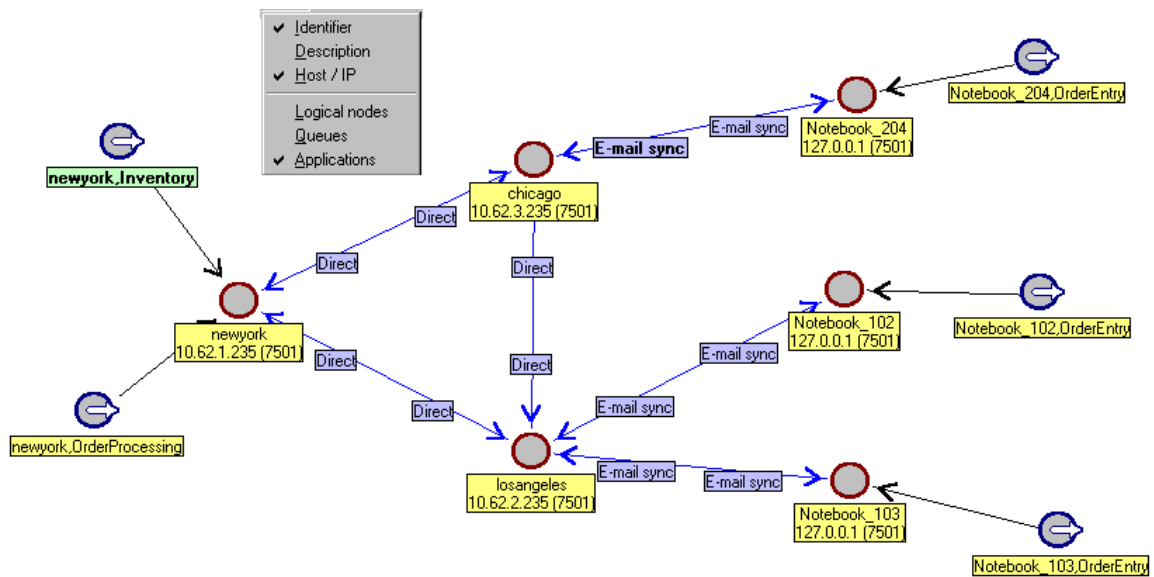 Identifier
Description
Host / IP
Logical nodes
Queues
Applications
Notebook_204,OrderEntry
E-mail sync
Notebook_204
127.0.0.1 (7501)
E-mail sync
newyork,Inventory
chicago
10.62.3.235 (7501)
Direct
Direct
Direct
newyork
10.62.1.235 (7501)
Notebook_102
127.0.0.1 (7501)
Notebook_102,OrderEntry
E-mail sync
Direct
Direct
E-mail sync
Direct
newyork,OrderProcessing
E-mail sync
E-mail sync
losangeles
10.62.2.235 (7501)
Notebook_103
127.0.0.1 (7501)
Notebook_103,OrderEntry